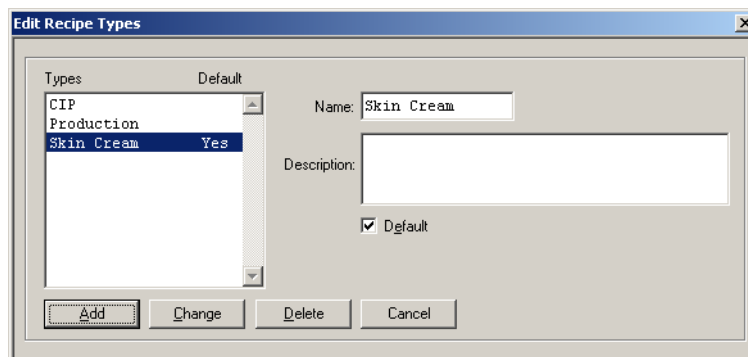 Edit Recipe Types
Types Default
CIP
Production
Skin Cream Yes
Name: Skin Cream
Description:
Default
Add Change Delete Cancel